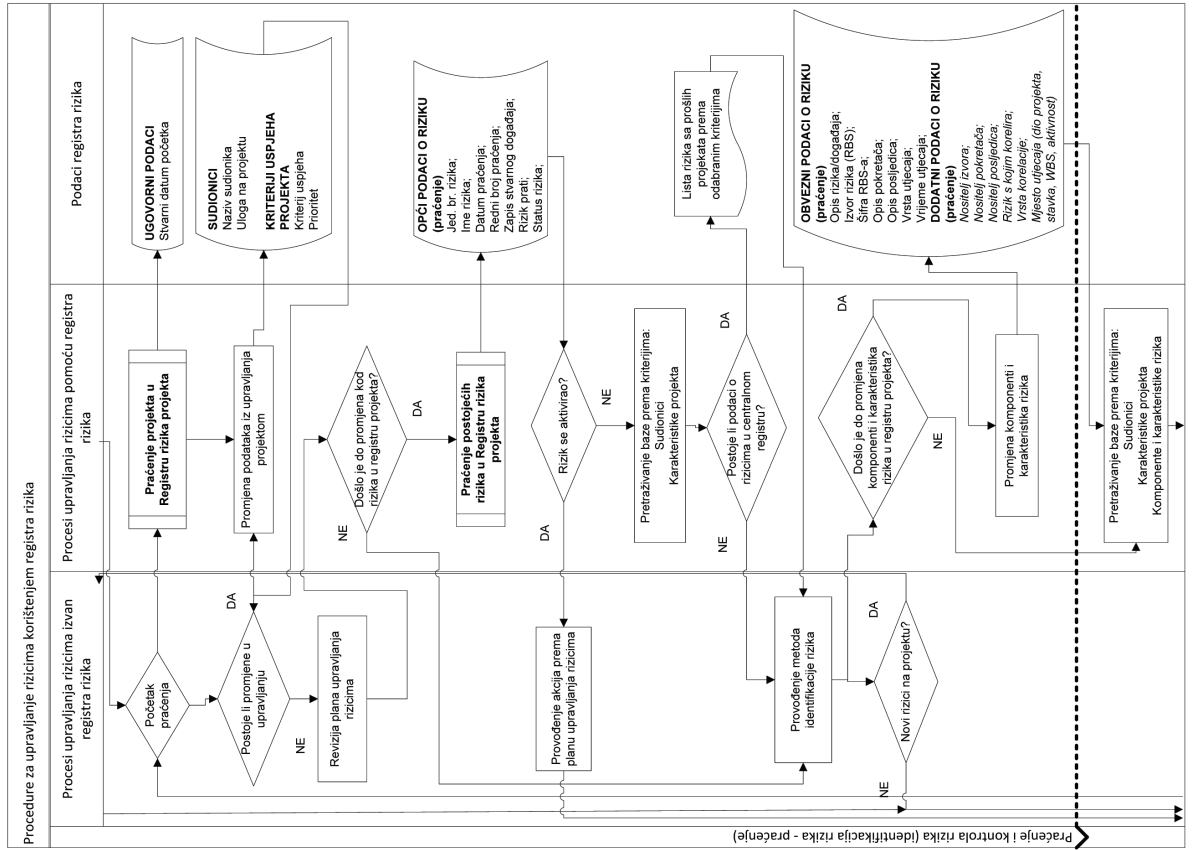 Procedure za upravljanje rizicima korištenjem registra rizika
Procesi upravljanja rizicima izvan
registra rizika
Procesi upravljanja rizicima pomoću registra
rizika
Podaci registra rizika
Početak
praćenja
Praćenje projekta u
Registru rizika projekta
UGOVORNI PODACI
Stvarni datum početka
Postoje li promjene u
upravljanju
DA
NE
Promjena podataka iz upravljanja
projektom
SUDIONICI
Naziv sudionika
Uloga na projektu
KRITERIJ USPJEHA
PROJEKTA
Kriterij uspjeha
Prioritet
Revizija plana upravljanja
rizicima
Došlo je do promjena kod
rizika u registru projekta?
NE
DA
Praćenje postojećih
rizika u Registru rizika
projekta
OPĆI PODACI O RIZIKU
(praćenje)
Jed. br. rizika;
Ime rizika;
Datum praćenja;
Redni broj praćenja;
Zapis stvarnog događaja;
Rizik prati;
Status rizika;
Rizik se aktivirao?
DA
NE
Provođenje akcija prema
planu upravljanja rizicima
Pretraživanje baze prema kriterijima:
Sudionici
Karakteristike projekta
Postoje li podaci o
rizicima u centralnom
registru?
NE
DA
Lista rizika sa prošlih
projekata prema
odabranim kriterijima
Provođenje metoda
identifikacije rizika
Došlo je do promjena
komponenti i karakteristika
rizika u registru projekta?
DA
NE
OBVEZNI PODACI O RIZIKU
(praćenje)
Opis rizika/događaja;
Izvor rizika (RBS);
Šifra RBS-a;
Opis pokretača;
Opis posljedica;
Vrsta utjecaja;
Vrijeme utjecaja;
DODATNI PODACI O RIZIKU
(praćenje)
Nositelj izvora;
Nositelj pokretača;
Nositelj posljedica;
Rizik s kojim korelira;
Vrsta korelacije;
Mjesto utjecaja (dio projekta,
stavka, WBS, aktivnost)
Novi rizici na projektu?
DA
NE
Promjena komponenti i
karakteristika rizika
Pretraživanje baze prema kriterijima:
Sudionici
Karakteristike projekta
Komponente i karakteristike rizika
Praćenje i kontrola rizika (identifikacija rizika - praćenje)